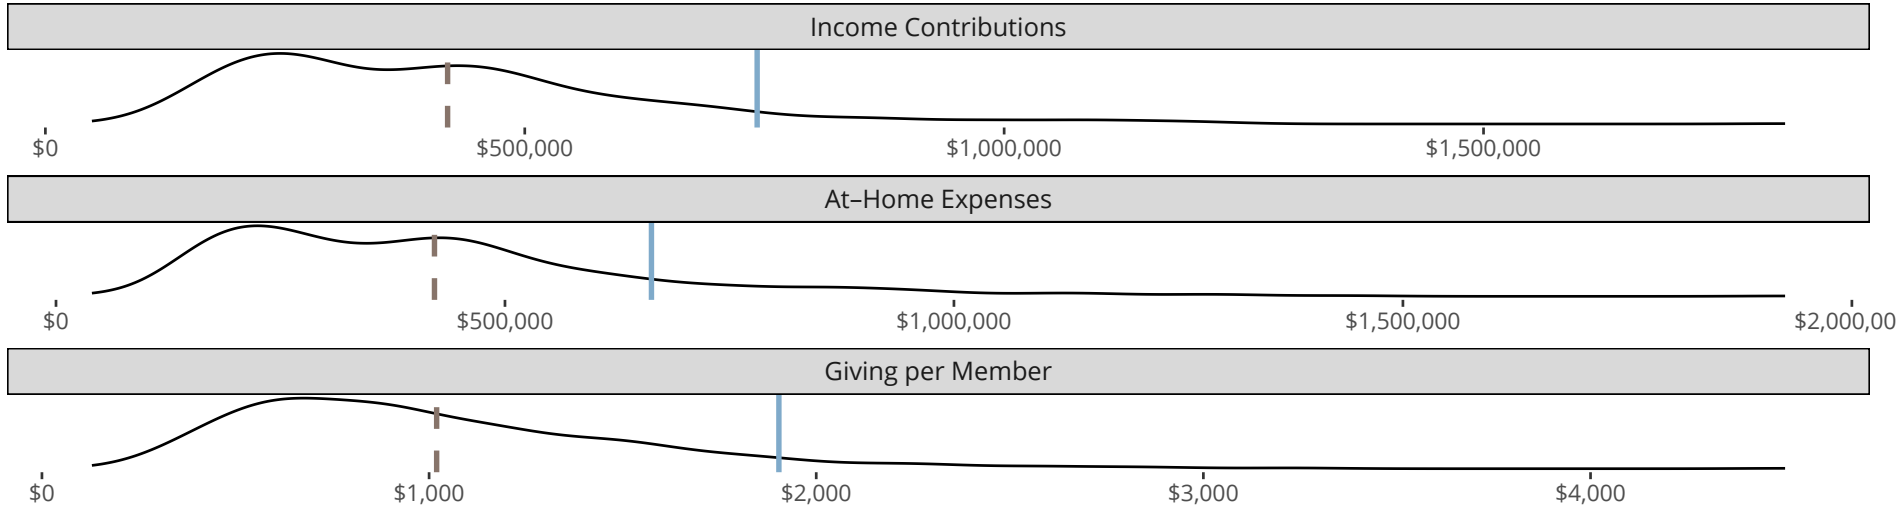 Income Contributions
$0 $500,000 $1,000,000 $1,500,000
At–Home Expenses
$0 $500,000 $1,000,000 $1,500,000 $2,000,00
Giving per Member
$0 $1,000 $2,000 $3,000 $4,000